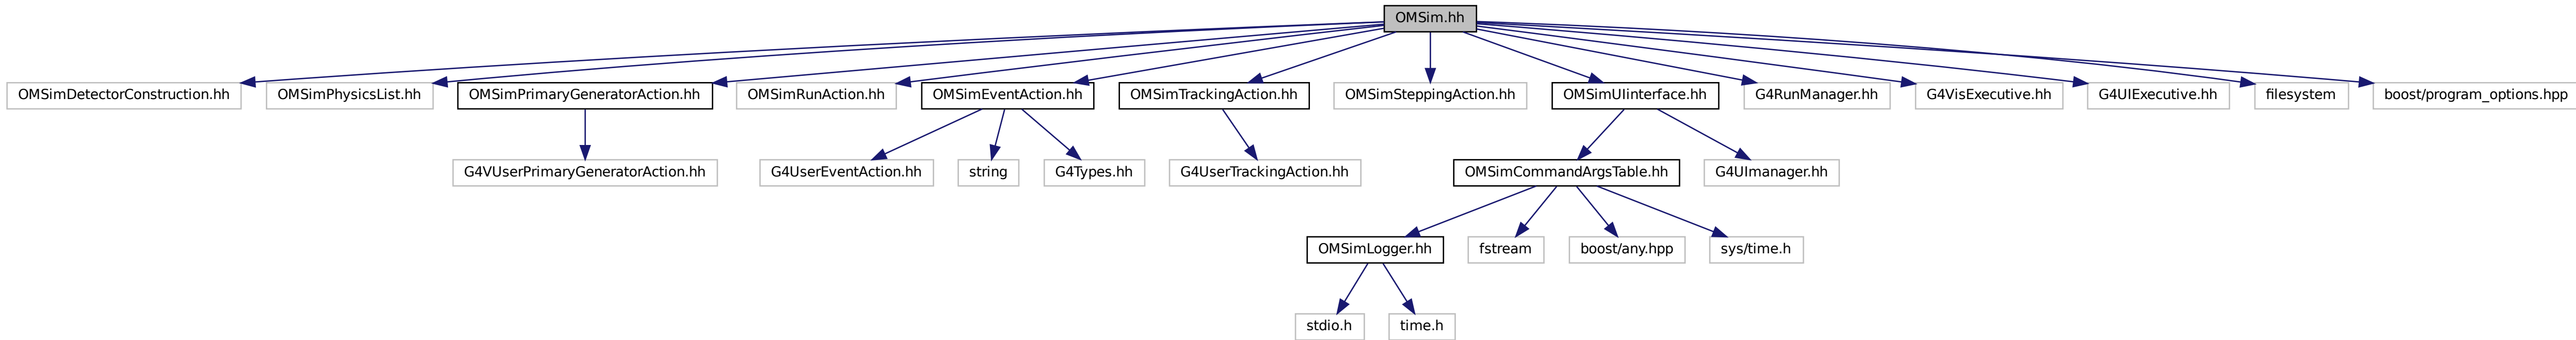 OMSim.hh
OMSimDetectorConstruction.hh
OMSimPhysicsList.hh
OMSimPrimaryGeneratorAction.hh
OMSimRunAction.hh
OMSimEventAction.hh
OMSimTrackingAction.hh
OMSimSteppingAction.hh
OMSimUIinterface.hh
G4RunManager.hh
G4VisExecutive.hh
G4UIExecutive.hh
filesystem
boost/program_options.hpp
G4VUserPrimaryGeneratorAction.hh
G4UserEventAction.hh
string
G4Types.hh
G4UserTrackingAction.hh
OMSimCommandArgsTable.hh
G4UImanager.hh
OMSimLogger.hh
fstream
boost/any.hpp
sys/time.h
stdio.h
time.h